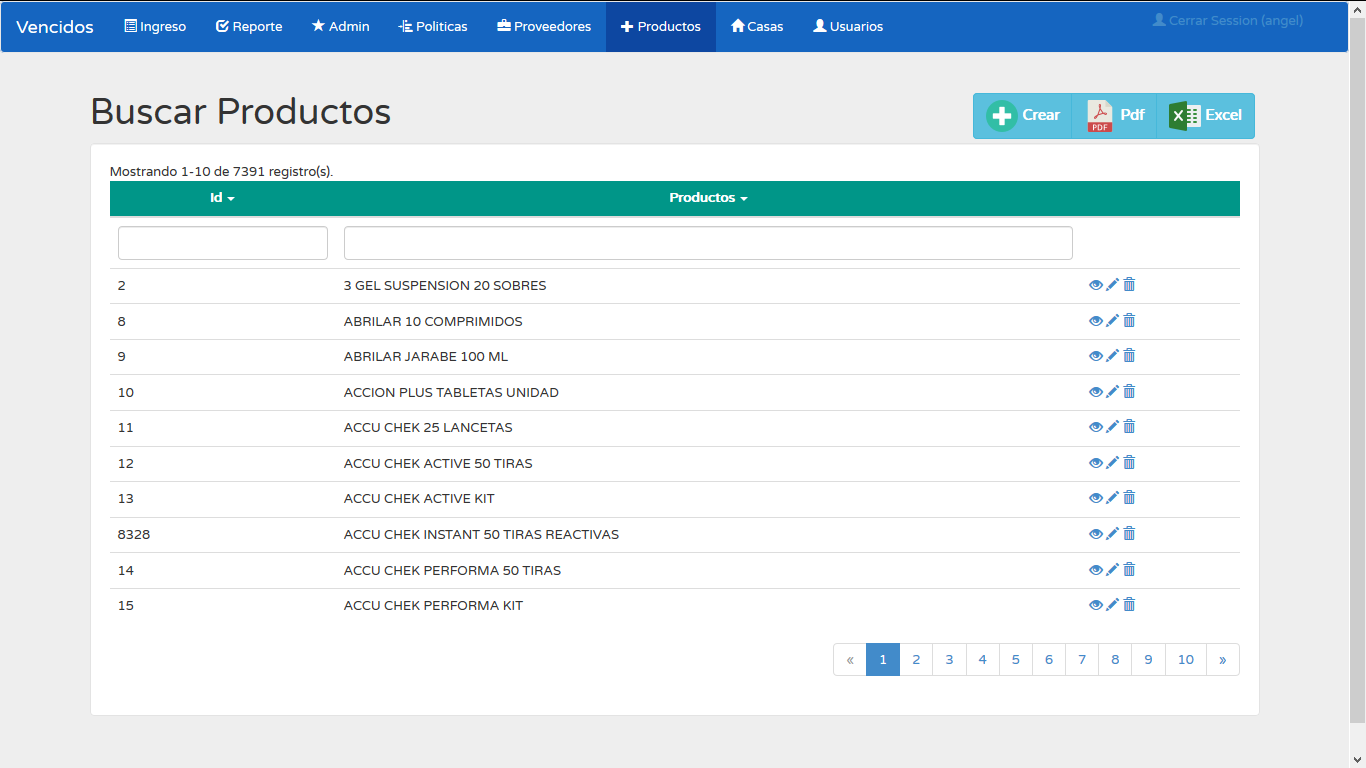 Vencidos Ingreso Reporte Admin Politicas Proveedores Productos Casas Usuarios Cerrar Session (angel)
Buscar Productos
Crear PDF Pdf X Excel
Mostrando 1-10 de 7391 registro(s).
Id Productos
2 3 GEL SUSPENSION 20 SOBRES
8 ABRILAR 10 COMPRIMIDOS
9 ABRILAR JARABE 100 ML
10 ACCION PLUS TABLETAS UNIDAD
11 ACCU CHEK 25 LANCETAS
12 ACCU CHEK ACTIVE 50 TIRAS
13 ACCU CHEK ACTIVE KIT
8328 ACCU CHEK INSTANT 50 TIRAS REACTIVAS
14 ACCU CHEK PERFORMA 50 TIRAS
15 ACCU CHEK PERFORMA KIT
« 1 2 3 4 5 6 7 8 9 10 »